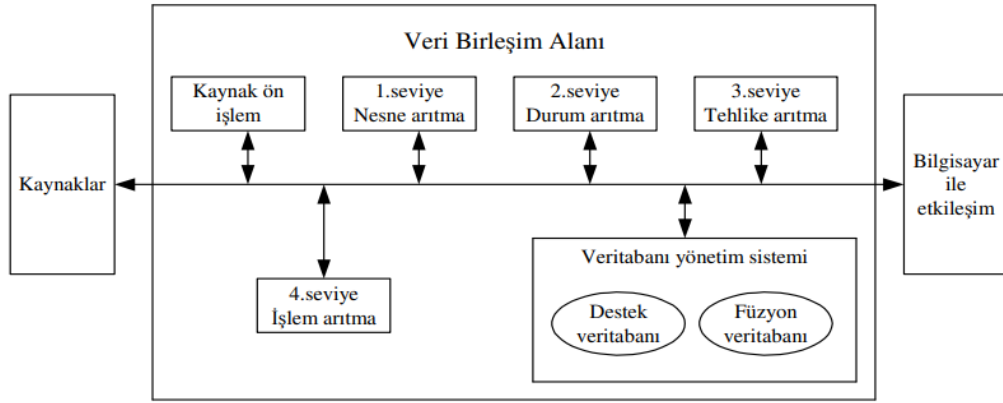 Veri Birleşim Alanı
Kaynak ön
işlem
1.seviye
Nesne arıtma
2.seviye
Durum arıtma
3.seviye
Tehlike arıtma
Kaynaklar
Bilgisayar
ile
etkileşim
4.seviye
İşlem arıtma
Veritabanı yönetim sistemi
Destek
veritabanı
Füzyon
veritabanı